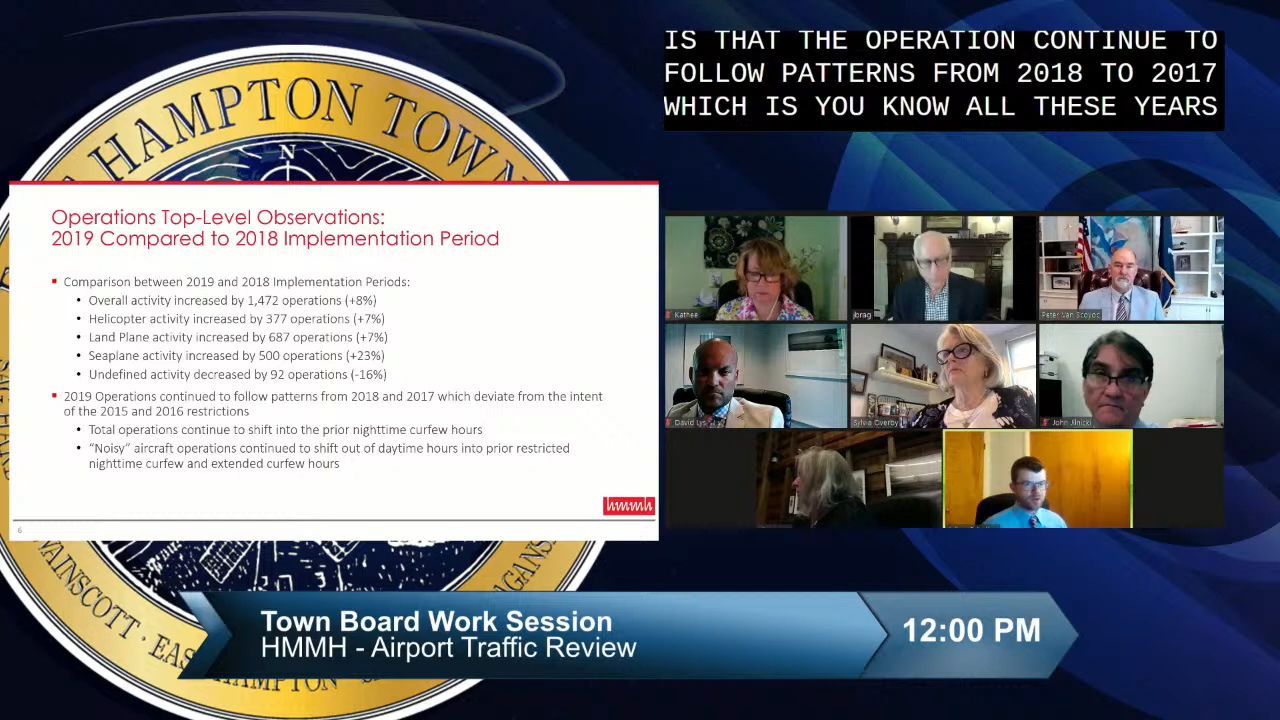 IS THAT THE OPERATION CONTINUE TO
FOLLOW PATTERNS FROM 2018 TO 2017
WHICH IS YOU KNOW ALL THESE YEARS
HAMPTON TOWN
N
Operations Top-Level Observations:
2019 Compared to 2018 Implementation Period
▪ Comparison between 2019 and 2018 Implementation Periods:
• Overall activity increased by 1,472 operations (+8%)
• Helicopter activity increased by 377 operations (+7%)
• Land Plane activity increased by 687 operations (+7%)
• Seaplane activity increased by 500 operations (+23%)
• Undefined activity decreased by 92 operations (-16%)
▪ 2019 Operations continued to follow patterns from 2018 and 2017 which deviate from the intent
of the 2015 and 2016 restrictions
• Total operations continue to shift into the prior nighttime curfew hours
• “Noisy” aircraft operations continued to shift out of daytime hours into prior restricted
nighttime curfew and extended curfew hours
hmmh
6
Kathee
jbrag
Peter Van Scoyoc
David Lys
Sylvia Overby
John Jilnicki
WAINSCOTT · EAS
HAMPTON
Town Board Work Session
HMMH - Airport Traffic Review
12:00 PM